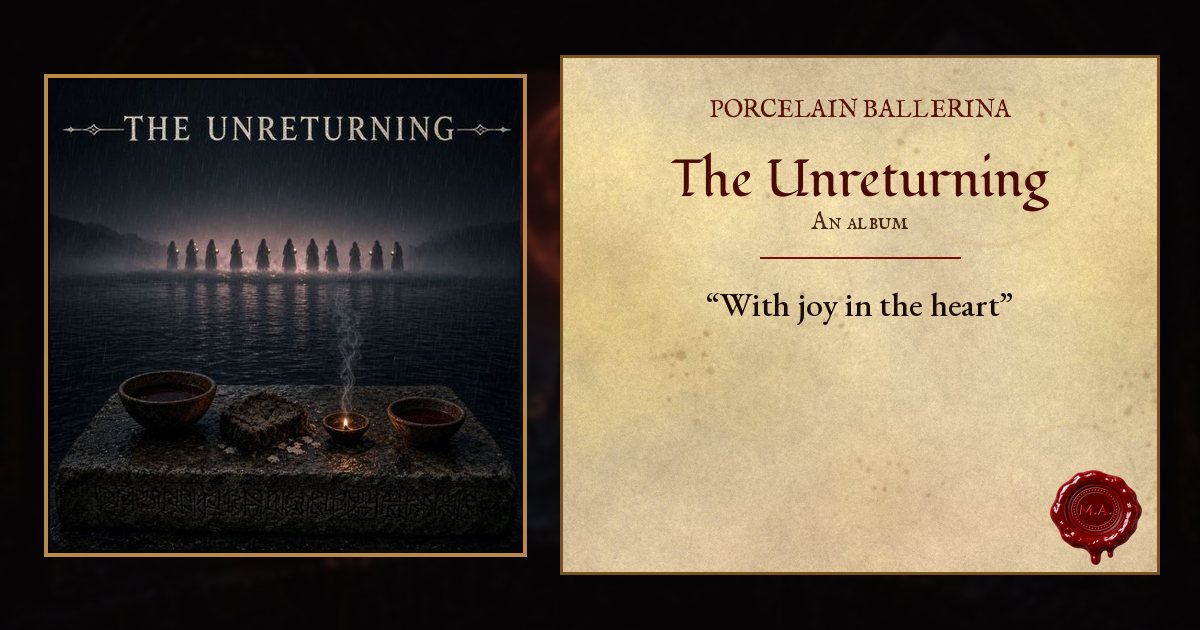 THE UNRETURNING
PORCELAIN BALLERINA
The Unreturning
An album
“With joy in the heart”
M.A.